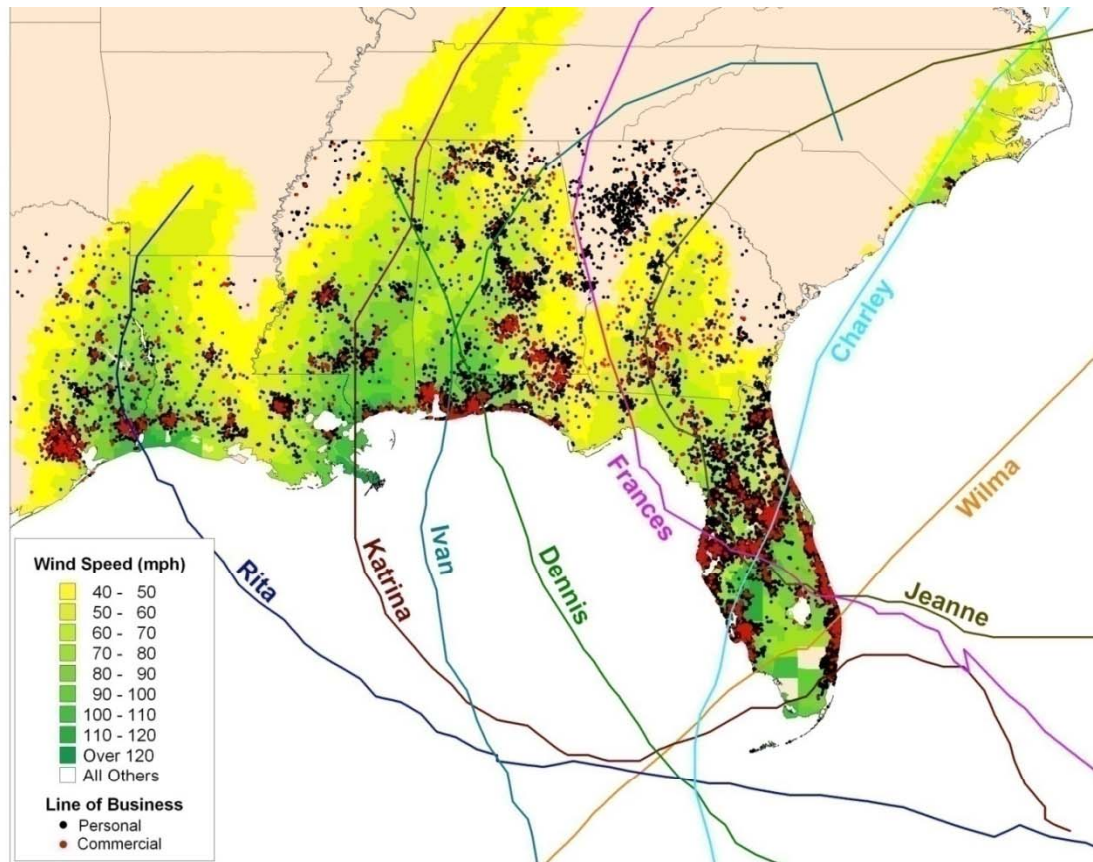 Charley
Wilma
Frances
Jeanne
Ivan
Katrina
Dennis
Rita
Wind Speed (mph)
40 - 50
50 - 60
60 - 70
70 - 80
80 - 90
90 - 100
100 - 110
110 - 120
Over 120
All Others
Line of Business
Personal
Commercial